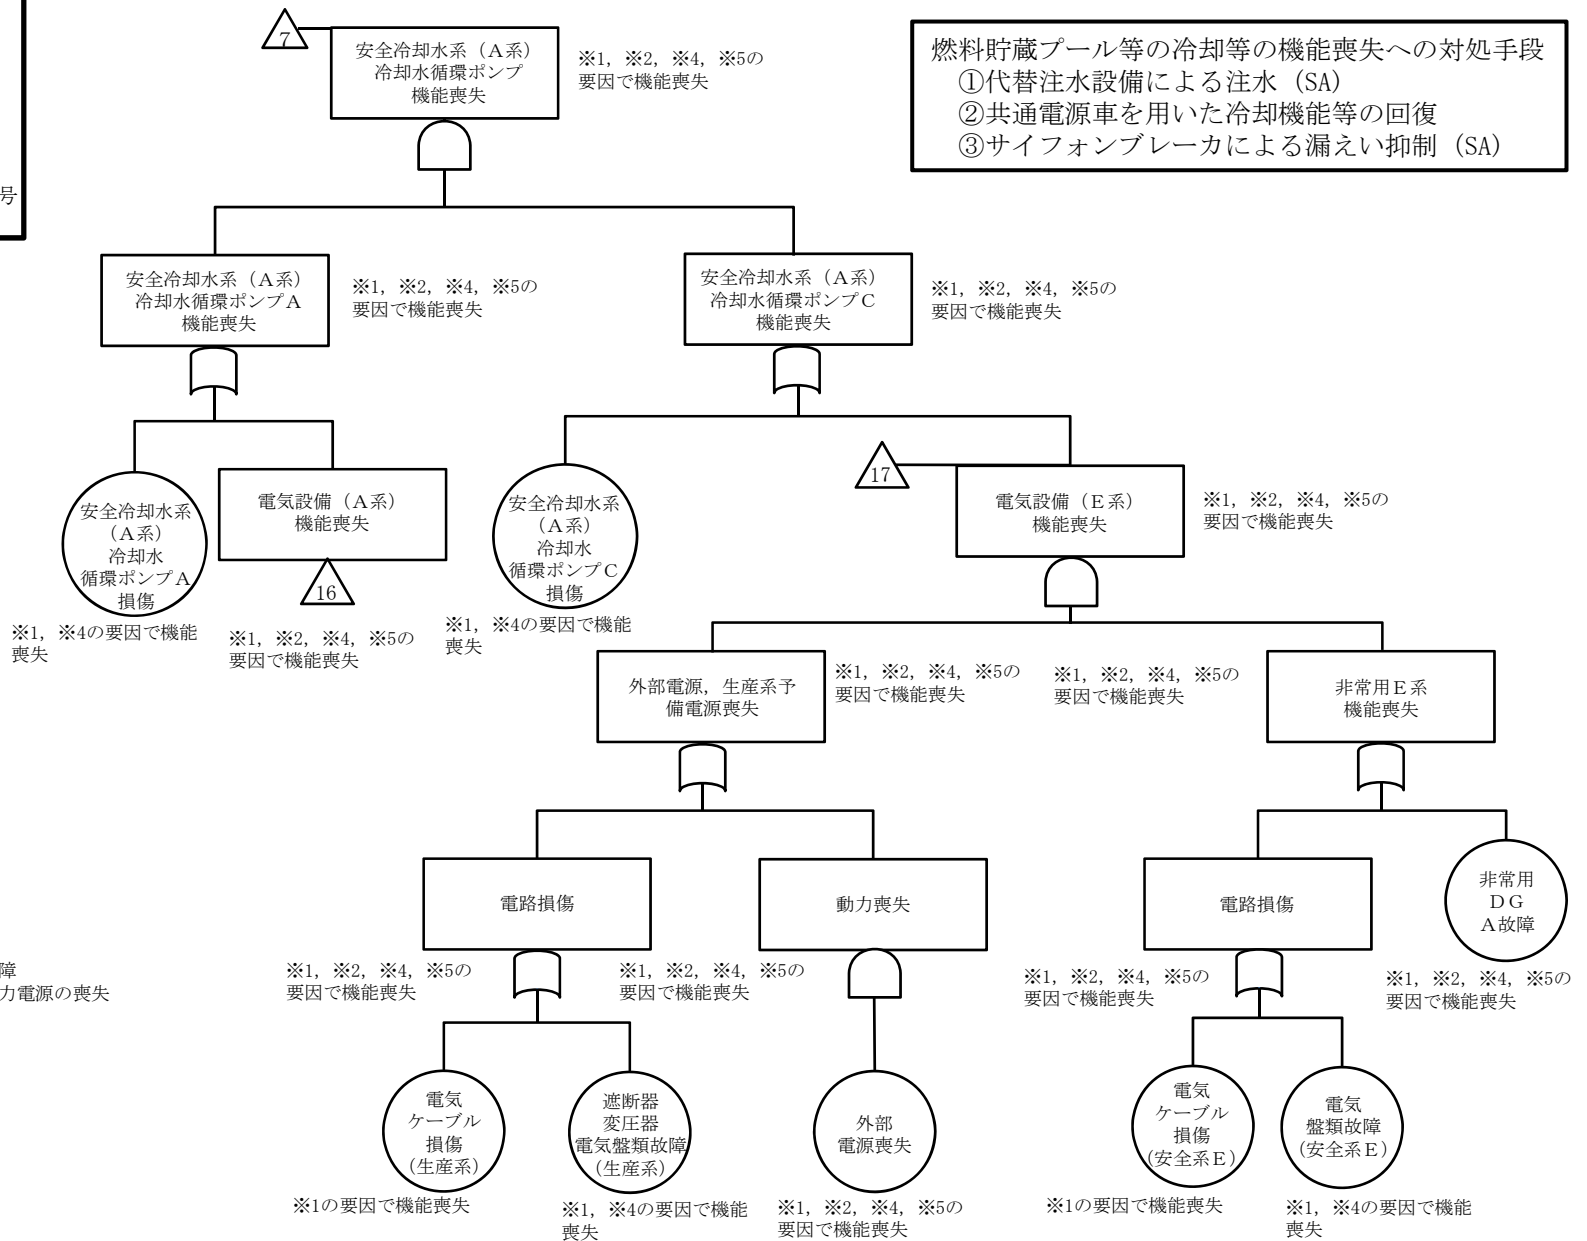 7
安全冷却水系（Ａ系）
冷却水循環ポンプ
機能喪失
※1, ※2, ※4, ※5の
要因で機能喪失
燃料貯蔵プール等の冷却等の機能喪失への対処手段
①代替注水設備による注水（SA）
②共通電源車を用いた冷却機能等の回復
③サイフォンブレーカによる漏えい抑制（SA）
号
安全冷却水系（Ａ系）
冷却水循環ポンプＡ
機能喪失
※1, ※2, ※4, ※5の
要因で機能喪失
安全冷却水系（Ａ系）
冷却水循環ポンプＣ
機能喪失
※1, ※2, ※4, ※5の
要因で機能喪失
安全冷却水系
（Ａ系）
冷却水
循環ポンプＡ
損傷
※1, ※4の要因で機能
喪失
電気設備（Ａ系）
機能喪失
16
※1, ※2, ※4, ※5の
要因で機能喪失
安全冷却水系
（Ａ系）
冷却水
循環ポンプＣ
損傷
※1, ※4の要因で機能
喪失
17
電気設備（Ｅ系）
機能喪失
※1, ※2, ※4, ※5の
要因で機能喪失
外部電源，生産系予
備電源喪失
※1, ※2, ※4, ※5の
要因で機能喪失
※1, ※2, ※4, ※5の
要因で機能喪失
非常用Ｅ系
機能喪失
電路損傷
※1, ※2, ※4, ※5の
要因で機能喪失
動力喪失
※1, ※2, ※4, ※5の
要因で機能喪失
電路損傷
※1, ※2, ※4, ※5の
要因で機能喪失
非常用
ＤＧ
Ａ故障
※1, ※2, ※4, ※5の
要因で機能喪失
障
力電源の喪失
電気
ケーブル
損傷
（生産系）
※1の要因で機能喪失
遮断器
変圧器
電気盤類故障
（生産系）
※1, ※4の要因で機能
喪失
外部
電源喪失
※1, ※2, ※4, ※5の
要因で機能喪失
電気
ケーブル
損傷
（安全系Ｅ）
※1の要因で機能喪失
電気
盤類故障
（安全系Ｅ）
※1, ※4の要因で機能
喪失